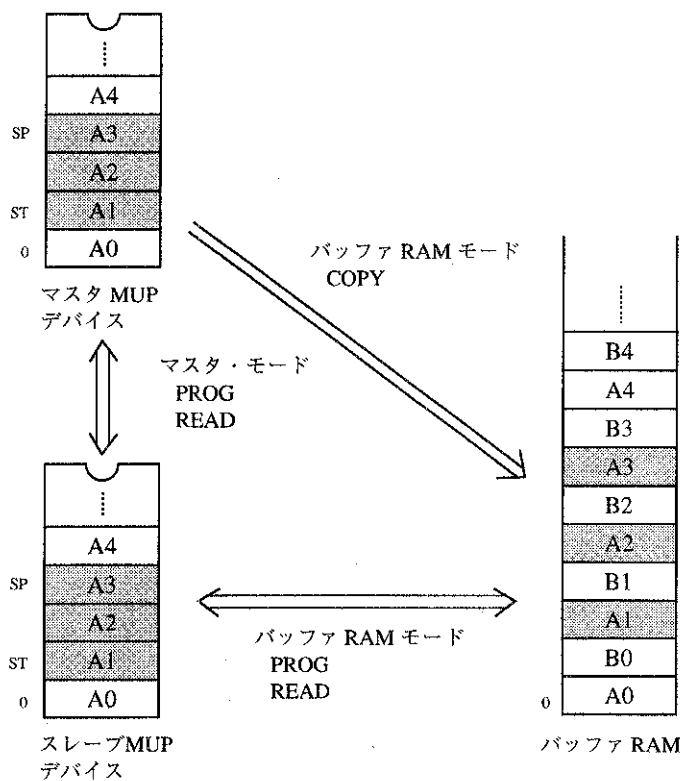 A4
SP A3
A2
ST A1
0 A0
マスタ MUP
デバイス
バッファ RAM モード
COPY
マスタ・モード
PROG
READ
A4
SP A3
A2
ST A1
0 A0
スレーブMUP
デバイス
バッファ RAM モード
PROG
READ
B4
A4
B3
A3
B2
A2
B1
A1
B0
0 A0
バッファ RAM